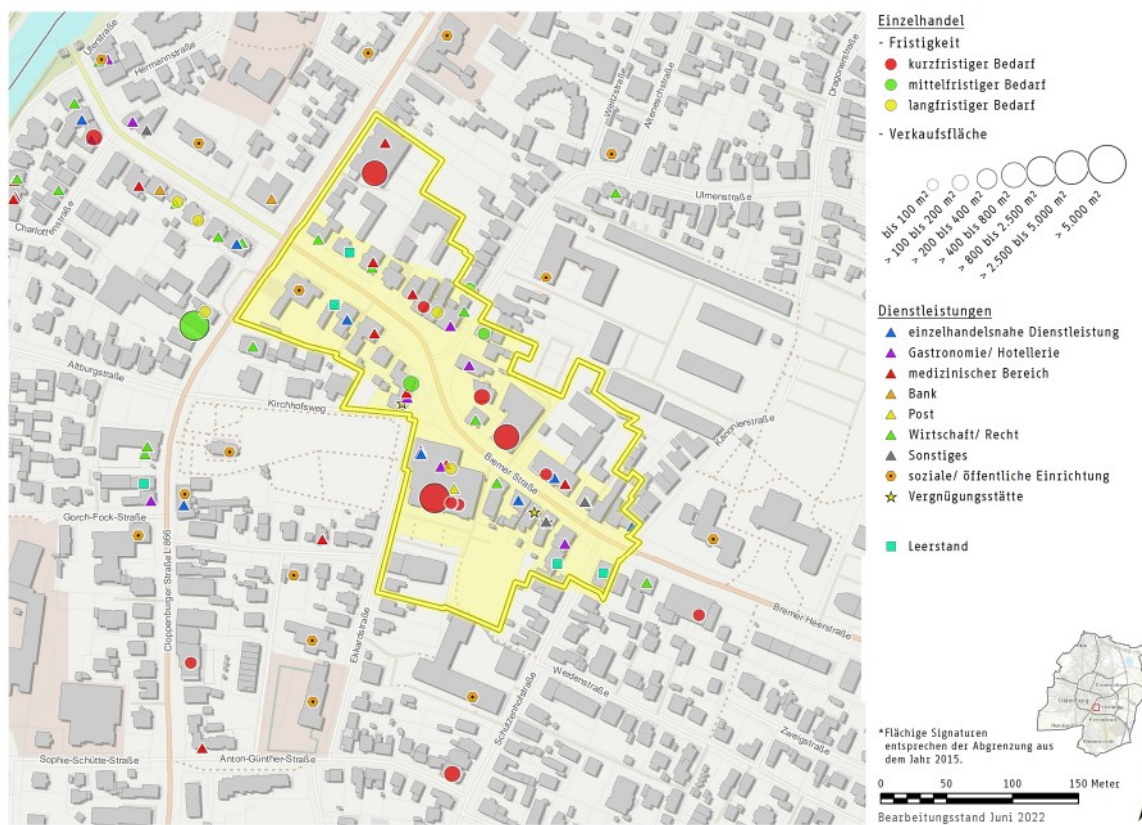 Uferstraße
Hermannstraße
Charlottenstraße
Altburgstraße
Kirchhofsweg
Gorch-Fock-Straße
Cloppenburger Straße L 866
Sophie-Schütte-Straße
Anton-Günther-Straße
Ekkardstraße
Schützenhofstraße
Weidenstraße
Zweigstraße
Bremer Heerstraße
Bremer Straße
Kanonierstraße
Ulmenstraße
Weitzstraße
Alteneschstraße
Dragonerstraße
Einzelhandel
- Fristigkeit
kurzfristiger Bedarf
mittelfristiger Bedarf
langfristiger Bedarf
- Verkaufsfläche
bis 100 m²
> 100 bis 200 m²
> 200 bis 400 m²
> 400 bis 800 m²
> 800 bis 2.500 m²
> 2.500 bis 5.000 m²
> 5.000 m²
Dienstleistungen
einzelhandelsnahe Dienstleistung
Gastronomie/ Hotellerie
medizinischer Bereich
Bank
Post
Wirtschaft/ Recht
Sonstiges
soziale/ öffentliche Einrichtung
Vergnügungsstätte
Leerstand
*Flächige Signaturen
entsprechen der Abgrenzung aus
dem Jahr 2015.
0 50 100 150 Meter
Bearbeitungsstand Juni 2022